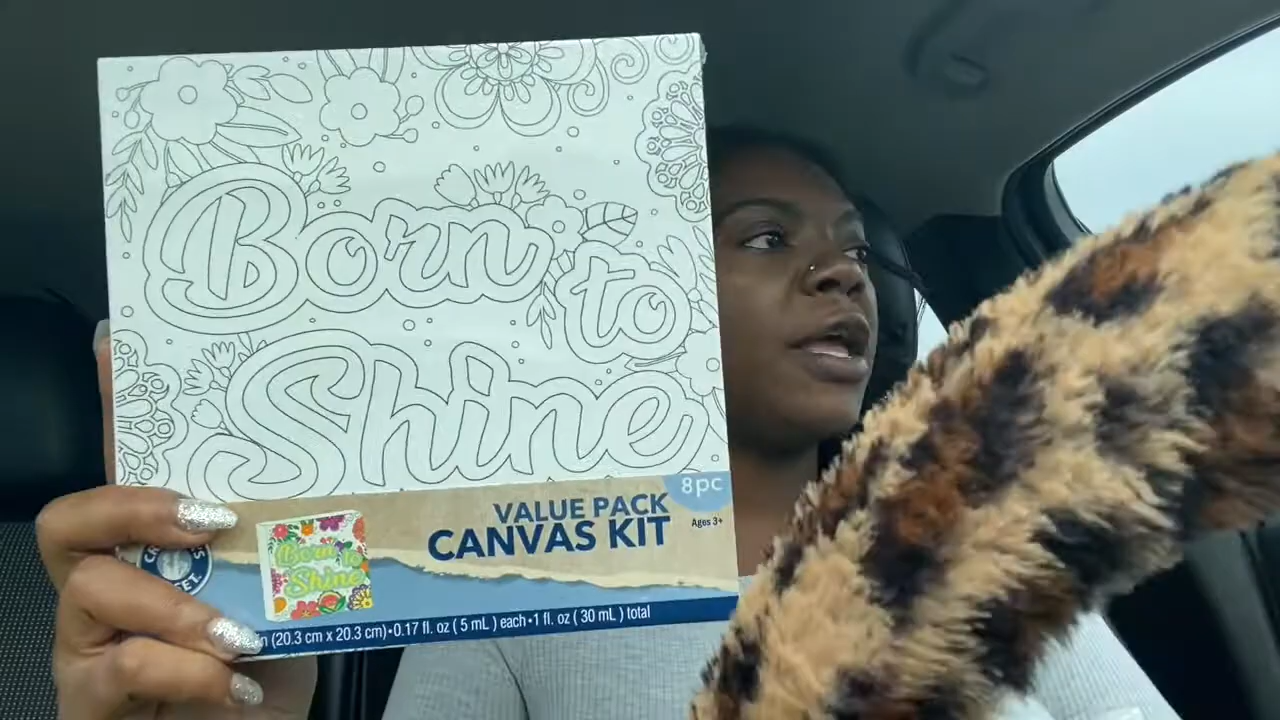 Born to
Shine
8pc
VALUE PACK
CANVAS KIT
Ages 3+
Born to
Shine
(20.3 cm x 20.3 cm)•0.17 fl. oz ( 5 mL ) each•1 fl. oz ( 30 mL ) total